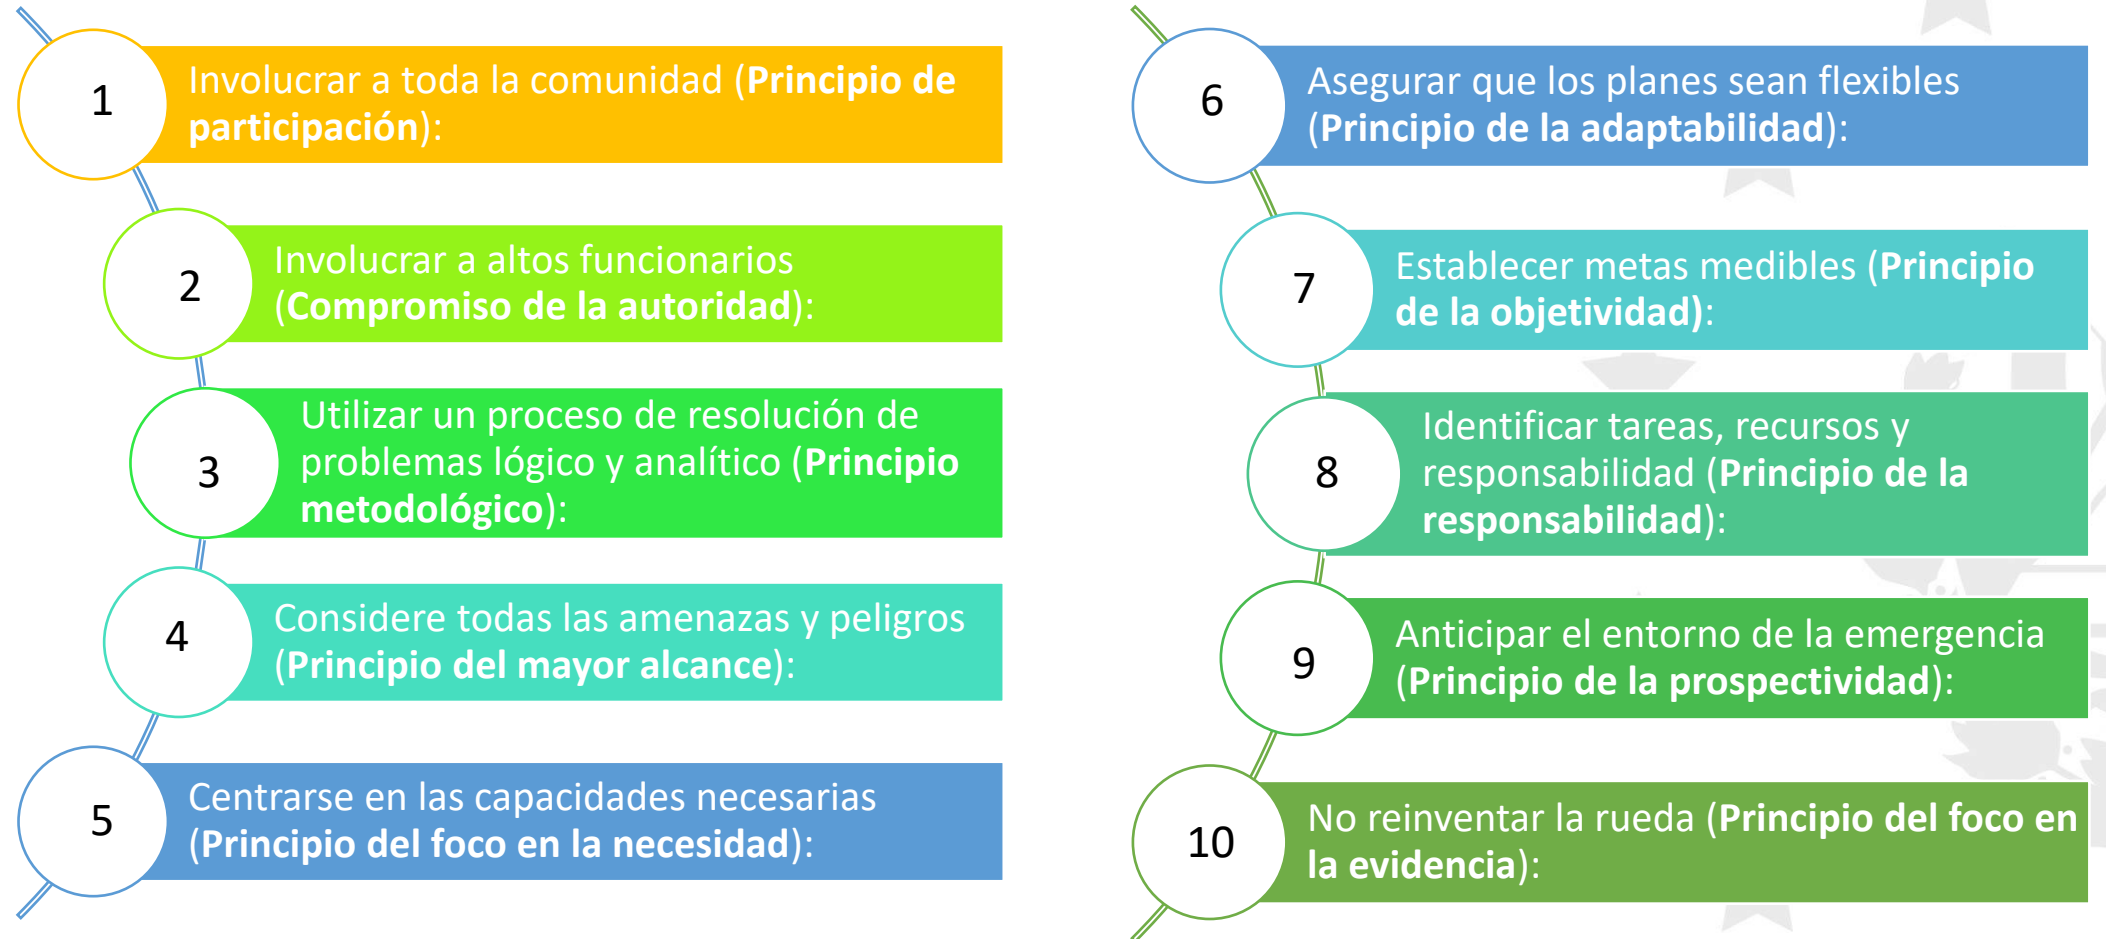 1
Involucrar a toda la comunidad (Principio de
participación):
2
Involucrar a altos funcionarios
(Compromiso de la autoridad):
3
Utilizar un proceso de resolución de
problemas lógico y analítico (Principio
metodológico):
4
Considere todas las amenazas y peligros
(Principio del mayor alcance):
5
Centrarse en las capacidades necesarias
(Principio del foco en la necesidad):
6
Asegurar que los planes sean flexibles
(Principio de la adaptabilidad):
7
Establecer metas medibles (Principio
de la objetividad):
8
Identificar tareas, recursos y
responsabilidad (Principio de la
responsabilidad):
9
Anticipar el entorno de la emergencia
(Principio de la prospectividad):
10
No reinventar la rueda (Principio del foco en
la evidencia):